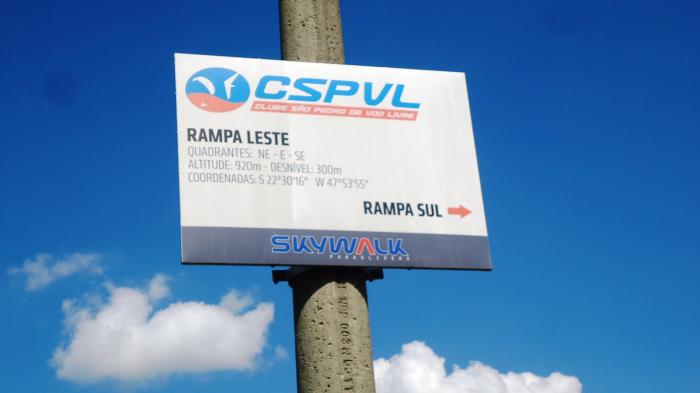 CSPVL
CLUBE SÃO PEDRO DE VOO LIVRE
RAMPA LESTE
QUADRANTES: NE - E - SE
ALTITUDE: 920m - DESNÍVEL: 300m
COORDENADAS: S 22°30'16" W 47°53'55"
RAMPA SUL
SKYWALK
PARAGLIDERS